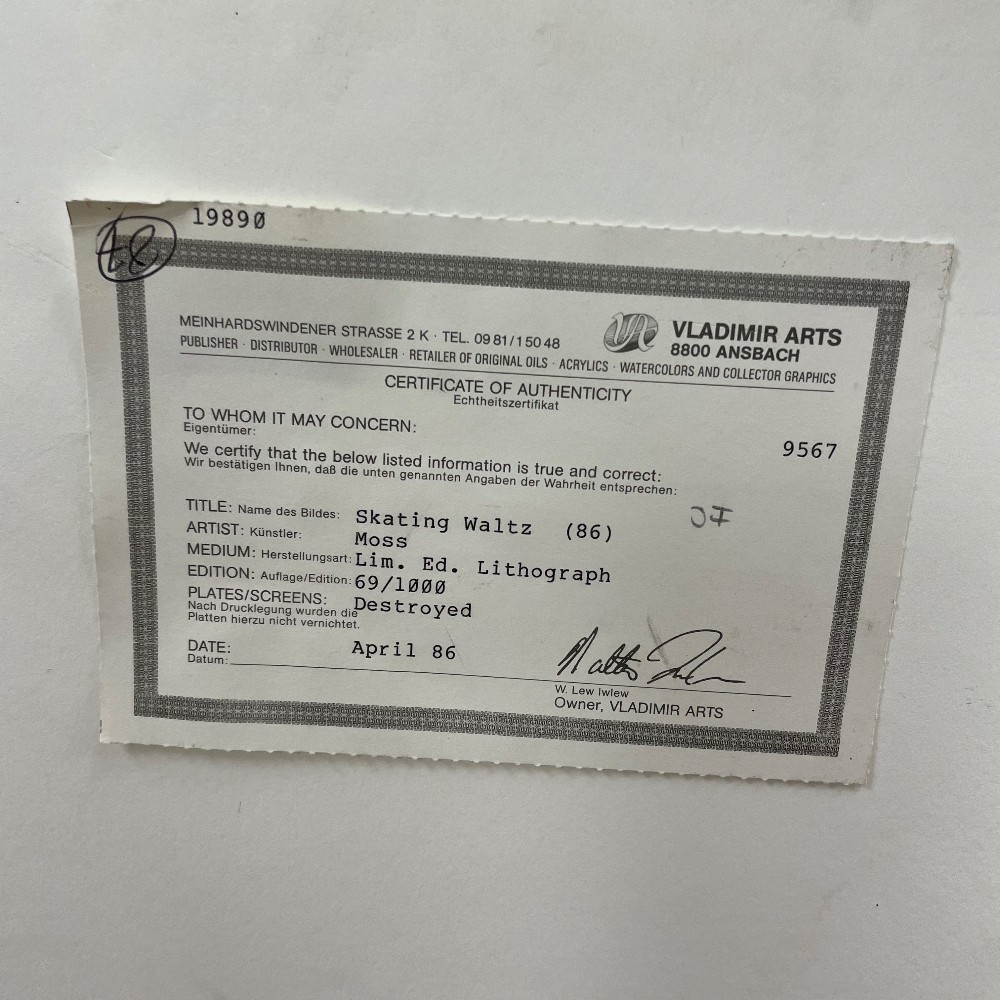 19890
48
MEINHARDSWINDENER STRASSE 2 K · TEL. 09 81/1 50 48
VA
VLADIMIR ARTS
8800 ANSBACH
PUBLISHER · DISTRIBUTOR · WHOLESALER · RETAILER OF ORIGINAL OILS · ACRYLICS · WATERCOLORS AND COLLECTOR GRAPHICS
CERTIFICATE OF AUTHENTICITY
Echtheitszertifikat
TO WHOM IT MAY CONCERN:
Eigentümer:
9567
We certify that the below listed information is true and correct:
Wir bestätigen Ihnen, daß die unten genannten Angaben der Wahrheit entsprechen:
TITLE: Name des Bildes: Skating Waltz (86)
ARTIST: Künstler: Moss
MEDIUM: Herstellungsart: Lim. Ed. Lithograph
EDITION: Auflage/Edition: 69/1000
PLATES/SCREENS: Destroyed
Nach Drucklegung wurden die
Platten hierzu nicht vernichtet.
DATE: April 86
Datum:
W. Lew Iwlew
Owner, VLADIMIR ARTS